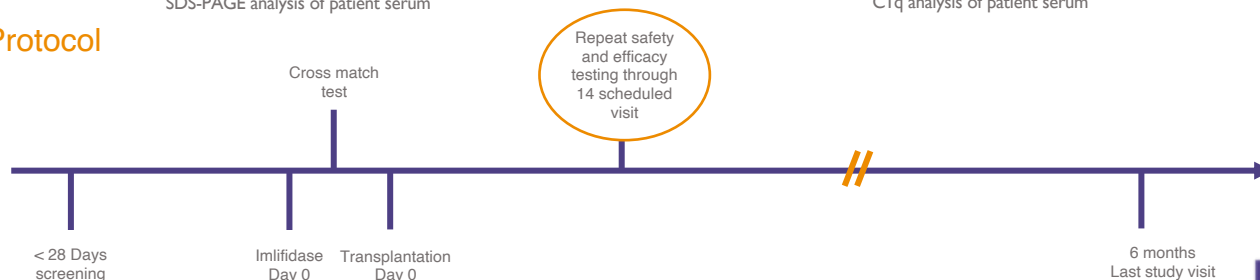 SDS-PAGE analysis of patient serum
C1q analysis of patient serum
Protocol
Cross match
test
Repeat safety
and efficacy
testing through
14 scheduled
visit
< 28 Days
screening
Imlifidase
Day 0
Transplantation
Day 0
6 months
Last study visit